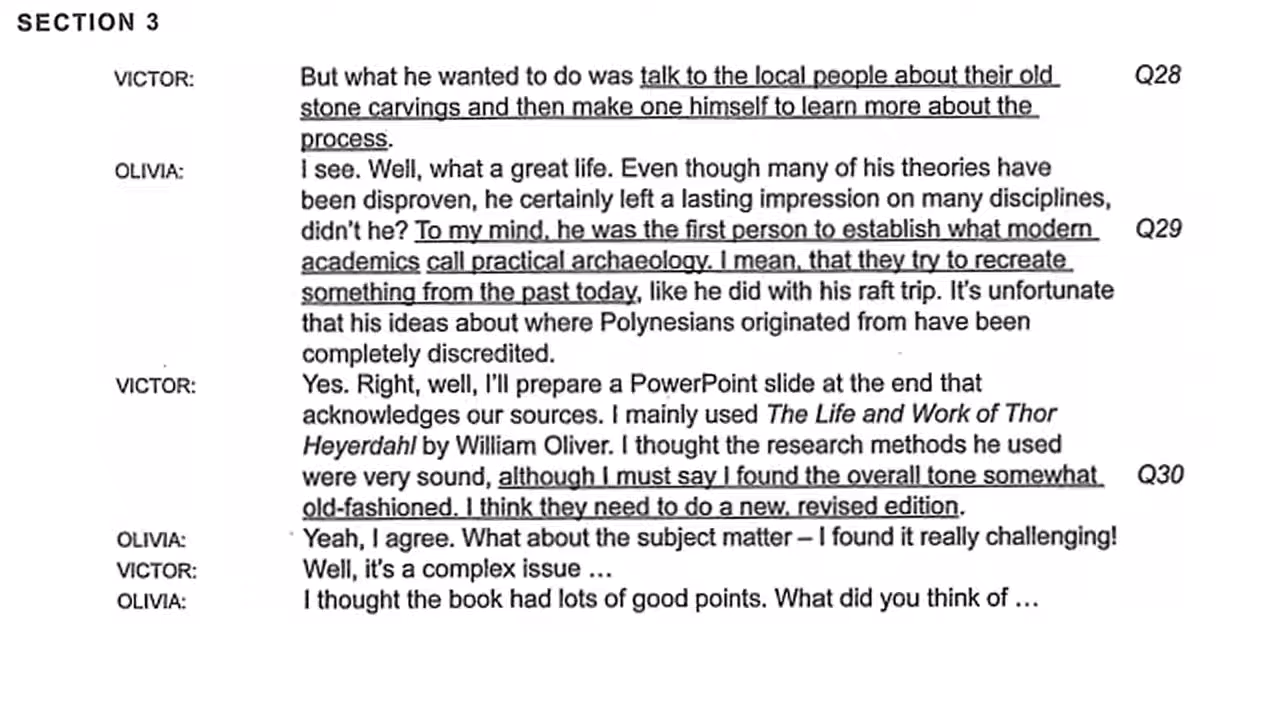 SECTION 3
VICTOR: But what he wanted to do was talk to the local people about their old Q28
stone carvings and then make one himself to learn more about the
process.
OLIVIA: I see. Well, what a great life. Even though many of his theories have
been disproven, he certainly left a lasting impression on many disciplines,
didn't he? To my mind, he was the first person to establish what modern Q29
academics call practical archaeology. I mean, that they try to recreate
something from the past today, like he did with his raft trip. It's unfortunate
that his ideas about where Polynesians originated from have been
completely discredited.
VICTOR: Yes. Right, well, I'll prepare a PowerPoint slide at the end that
acknowledges our sources. I mainly used The Life and Work of Thor
Heyerdahl by William Oliver. I thought the research methods he used
were very sound, although I must say I found the overall tone somewhat Q30
old-fashioned. I think they need to do a new, revised edition.
OLIVIA: Yeah, I agree. What about the subject matter – I found it really challenging!
VICTOR: Well, it's a complex issue ...
OLIVIA: I thought the book had lots of good points. What did you think of ...